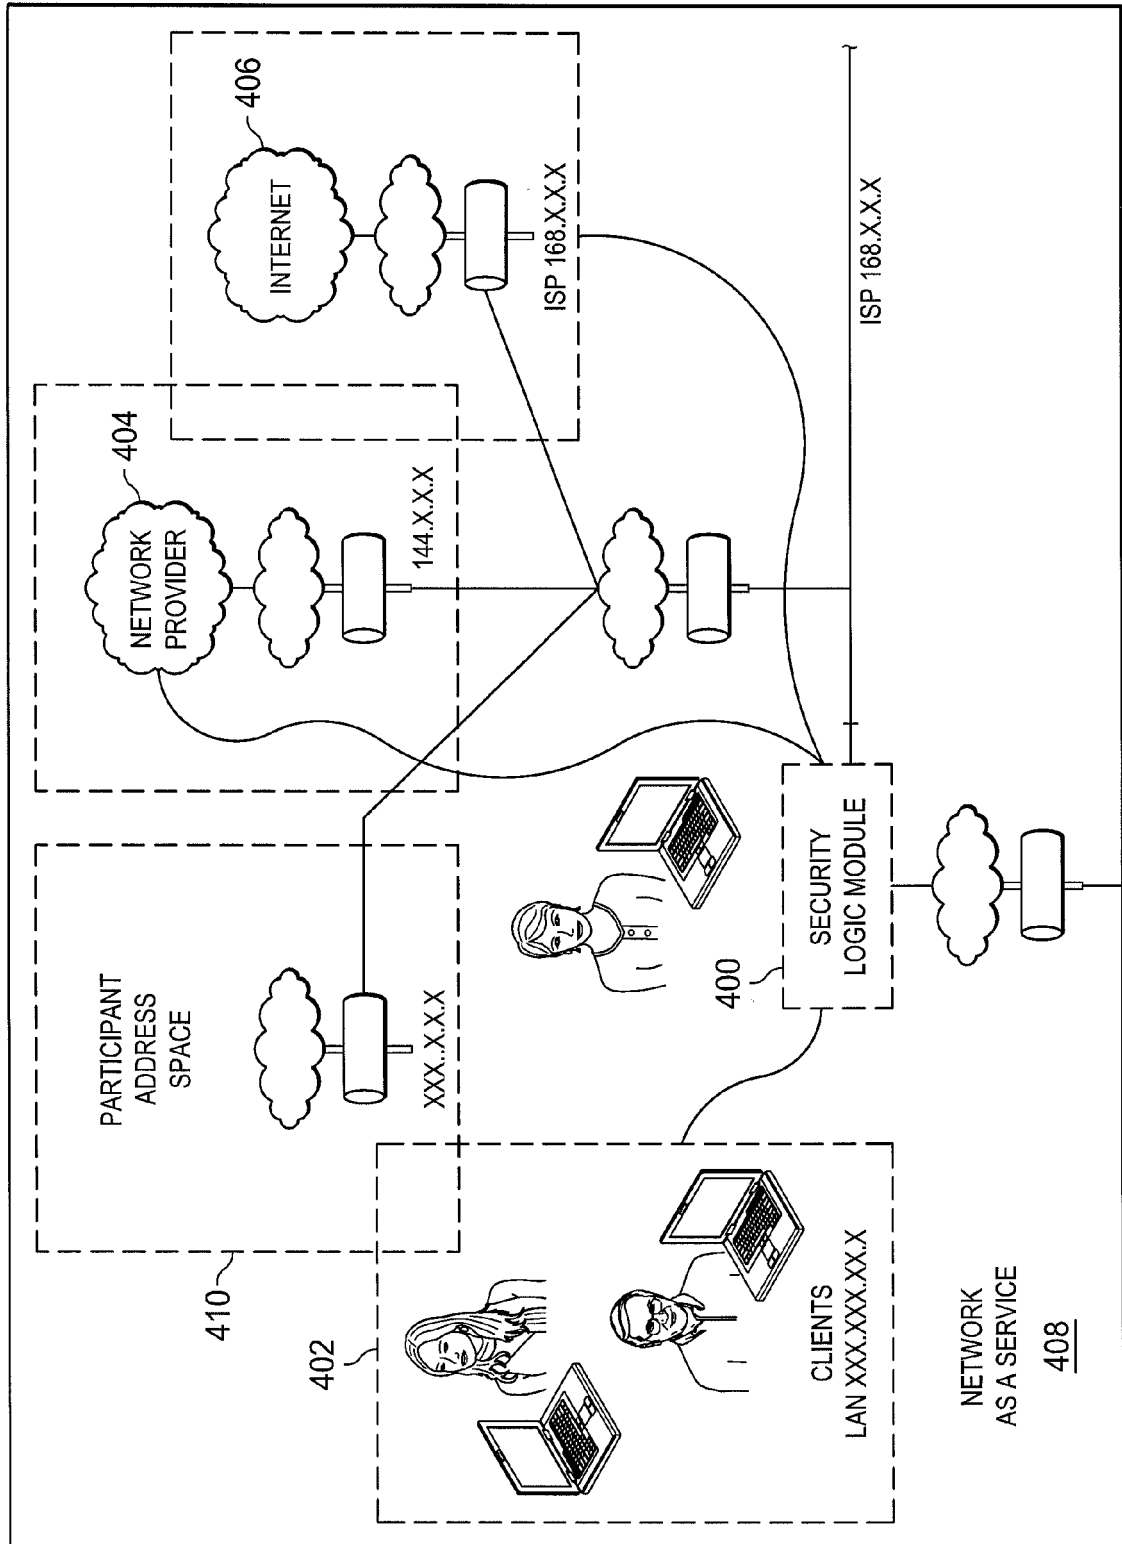 PARTICIPANT
ADDRESS
SPACE
XXX..X.X.X
410
NETWORK
PROVIDER
404
144.X.X.X
INTERNET
406
ISP 168.X.X.X
402
CLIENTS
LAN XXX.XXX.XX.X
400
SECURITY
LOGIC MODULE
ISP 168.X.X.X
NETWORK
AS A SERVICE
408